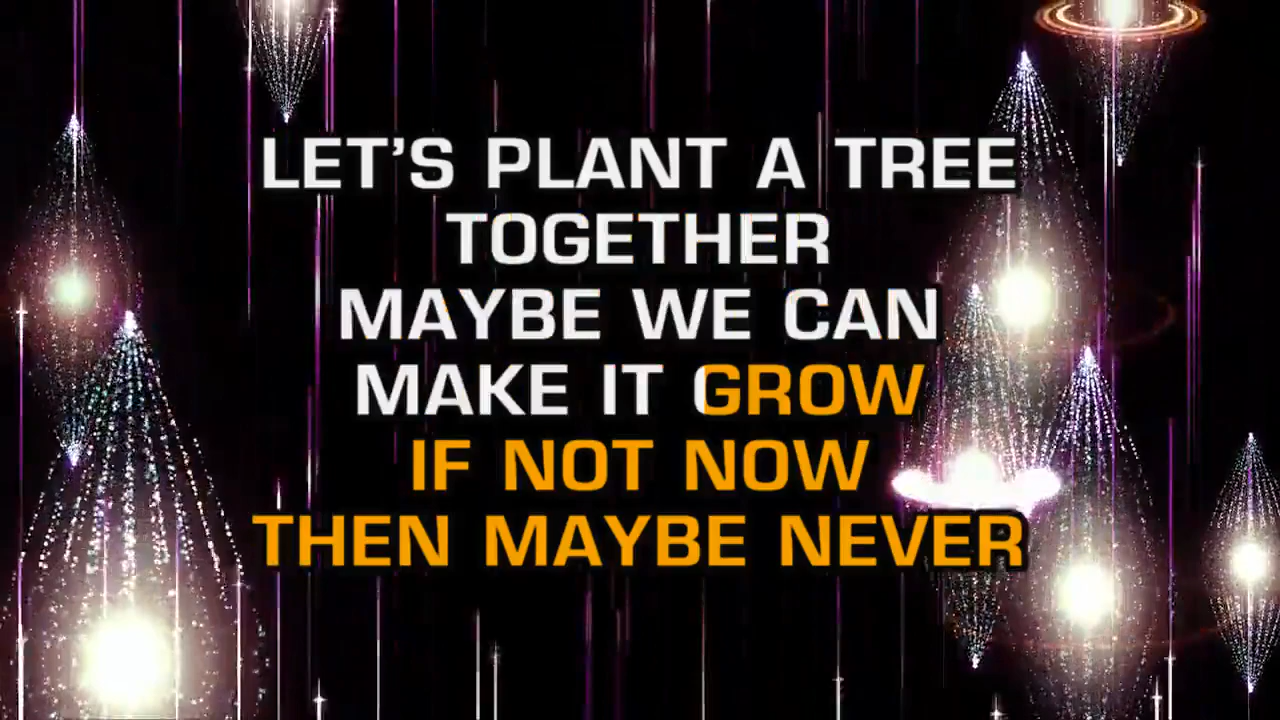 LET'S PLANT A TREE
TOGETHER
MAYBE WE CAN
MAKE IT GROW
IF NOT NOW
THEN MAYBE NEVER